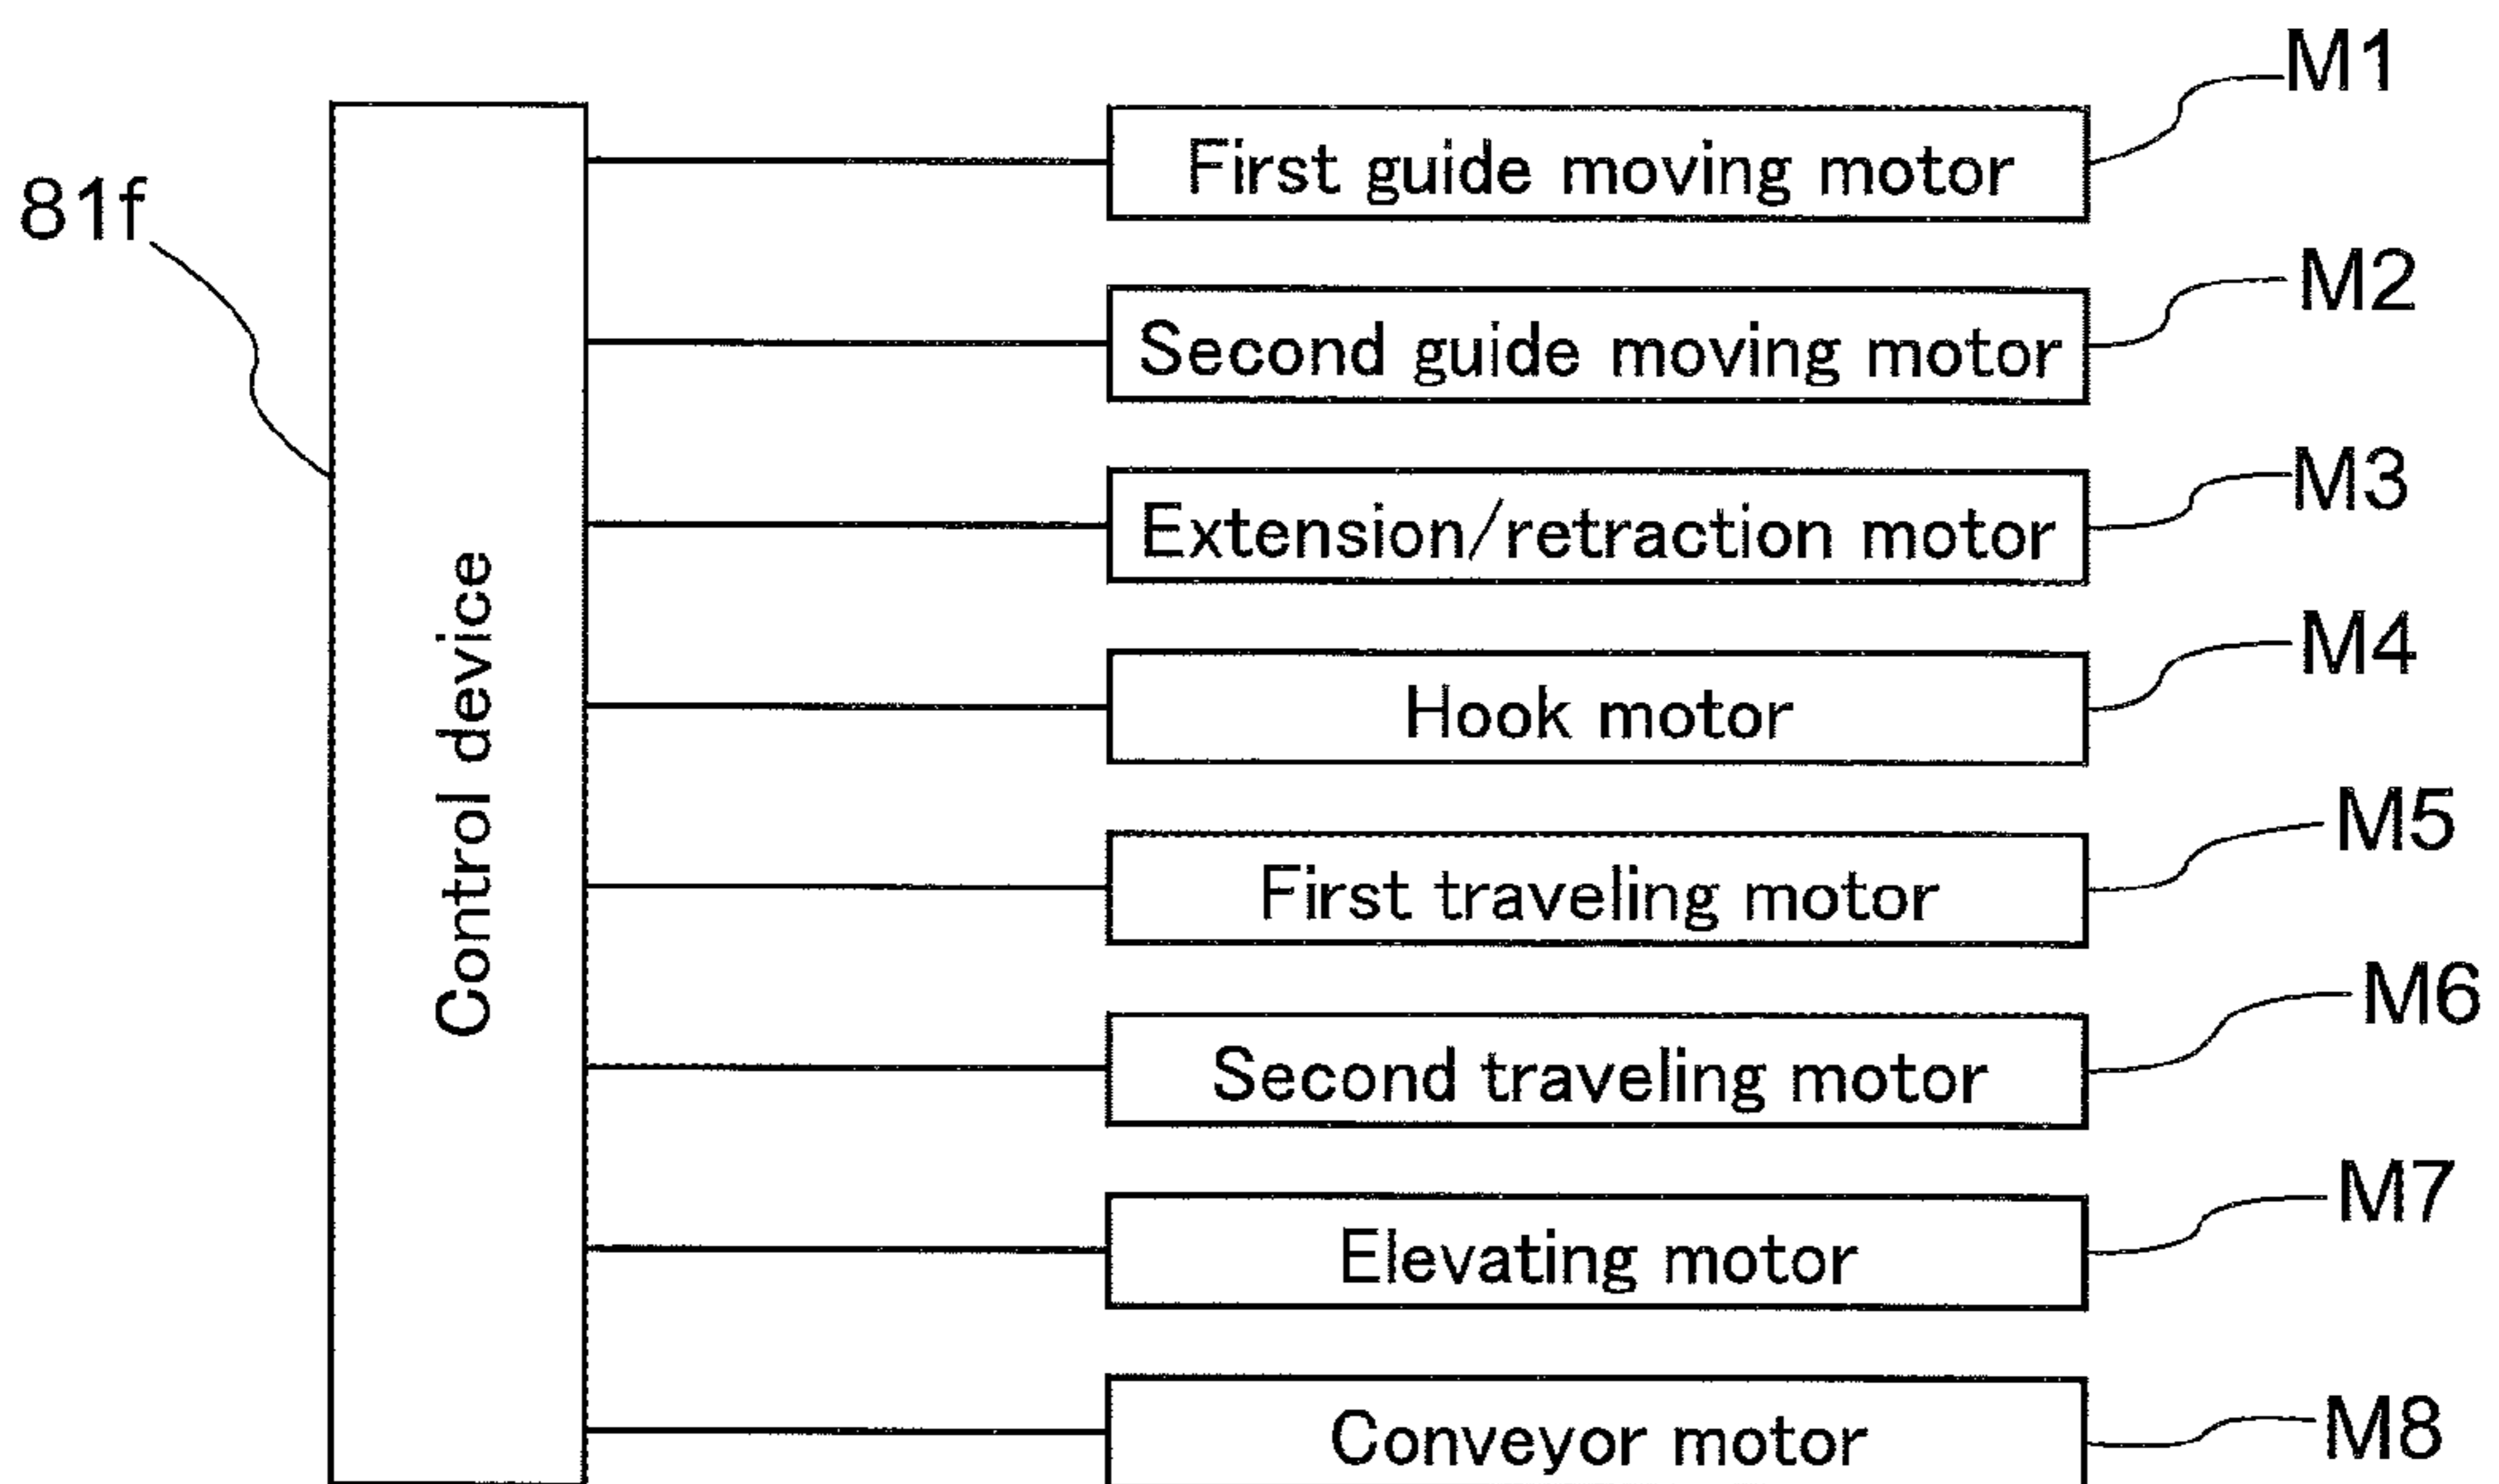 M1
First guide moving motor
81f
M2
Second guide moving motor
M3
Extension/retraction motor
Control device
M4
Hook motor
M5
First traveling motor
M6
Second traveling motor
M7
Elevating motor
M8
Conveyor motor